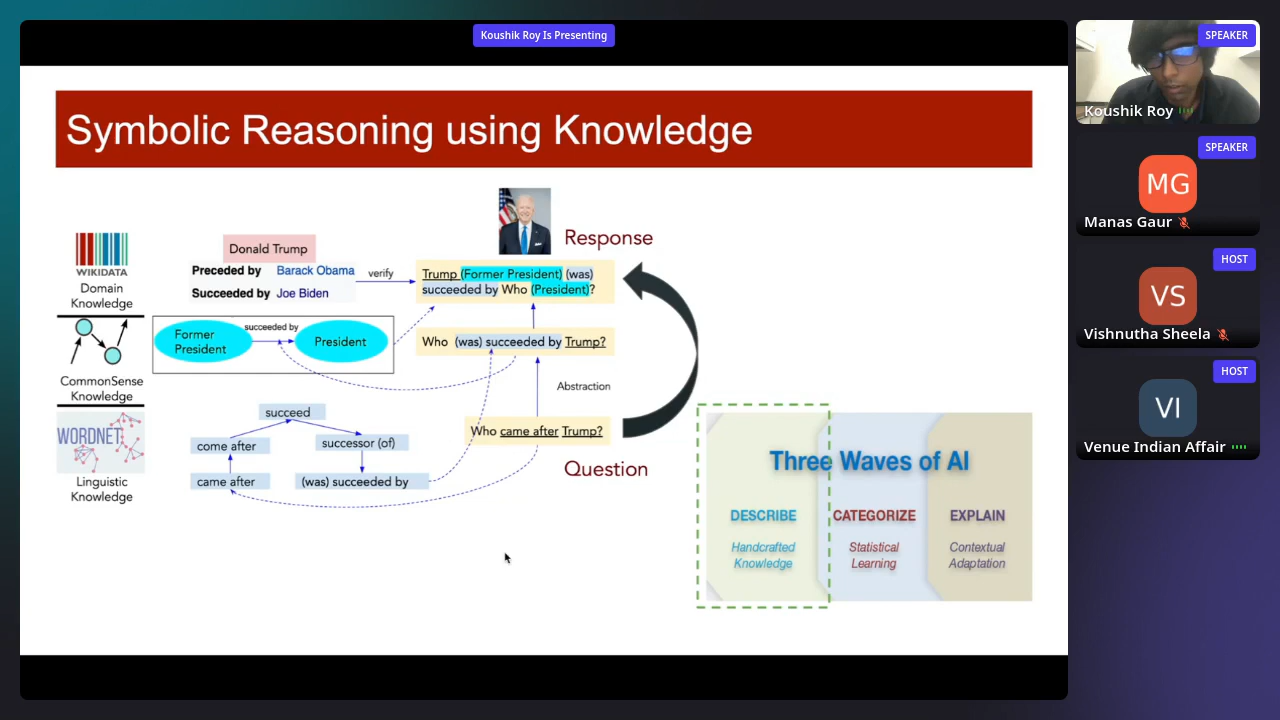 Koushik Roy Is Presenting
Symbolic Reasoning using Knowledge
WIKIDATA
Domain
Knowledge
Donald Trump
Preceded by Barack Obama
Succeeded by Joe Biden
verify
Response
Trump (Former President) (was)
succeeded by Who (President)?
CommonSense
Knowledge
Former
President
succeeded by
President
Who (was) succeeded by Trump?
Abstraction
Who came after Trump?
Question
WORDNET
Linguistic
Knowledge
succeed
come after
successor (of)
came after
(was) succeeded by
Three Waves of AI
DESCRIBE
Handcrafted
Knowledge
CATEGORIZE
Statistical
Learning
EXPLAIN
Contextual
Adaptation
SPEAKER
Koushik Roy
SPEAKER
MG
Manas Gaur
HOST
VS
Vishnutha Sheela
HOST
VI
Venue Indian Affair